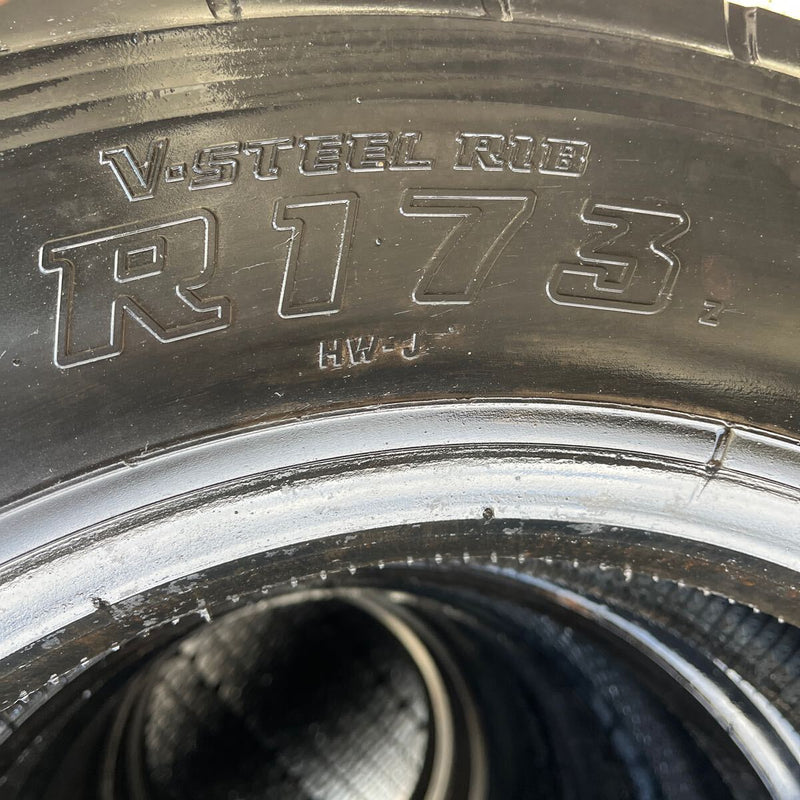 V-STEEL RIB
R173 Z
HW-J